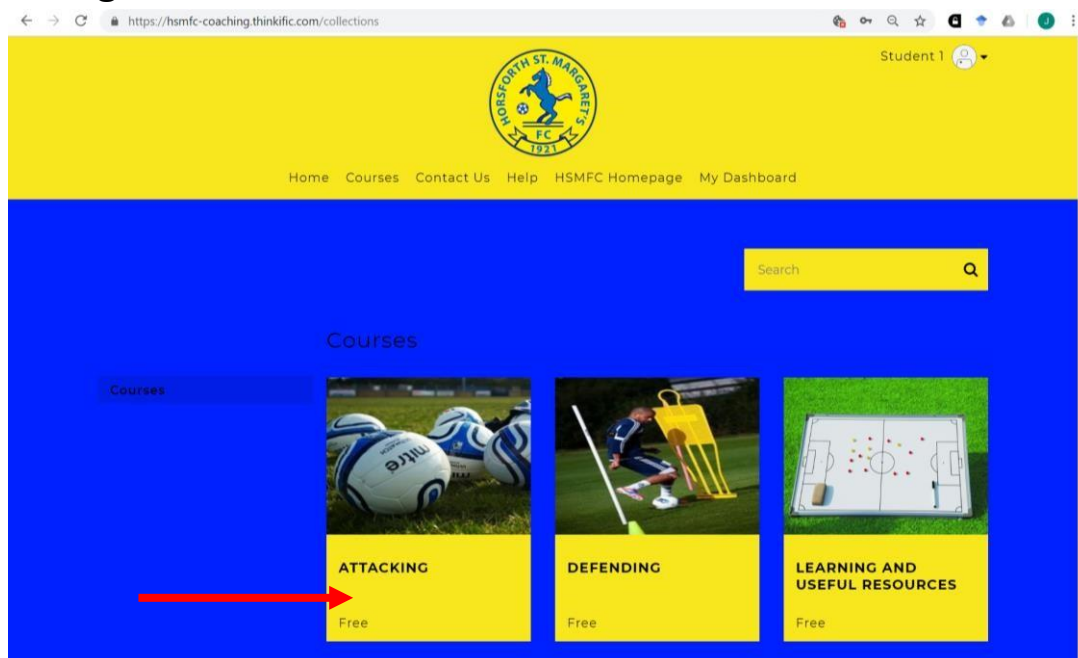 https://hsmfc-coaching.thinkific.com/collections
J
Student 1
HORSFORTH ST. MARGARET'S
FC
1921
Home Courses Contact Us Help HSMFC Homepage My Dashboard
Search
Courses
Courses
mitre
ATTACKING
Free
DEFENDING
Free
LEARNING AND
USEFUL RESOURCES
Free